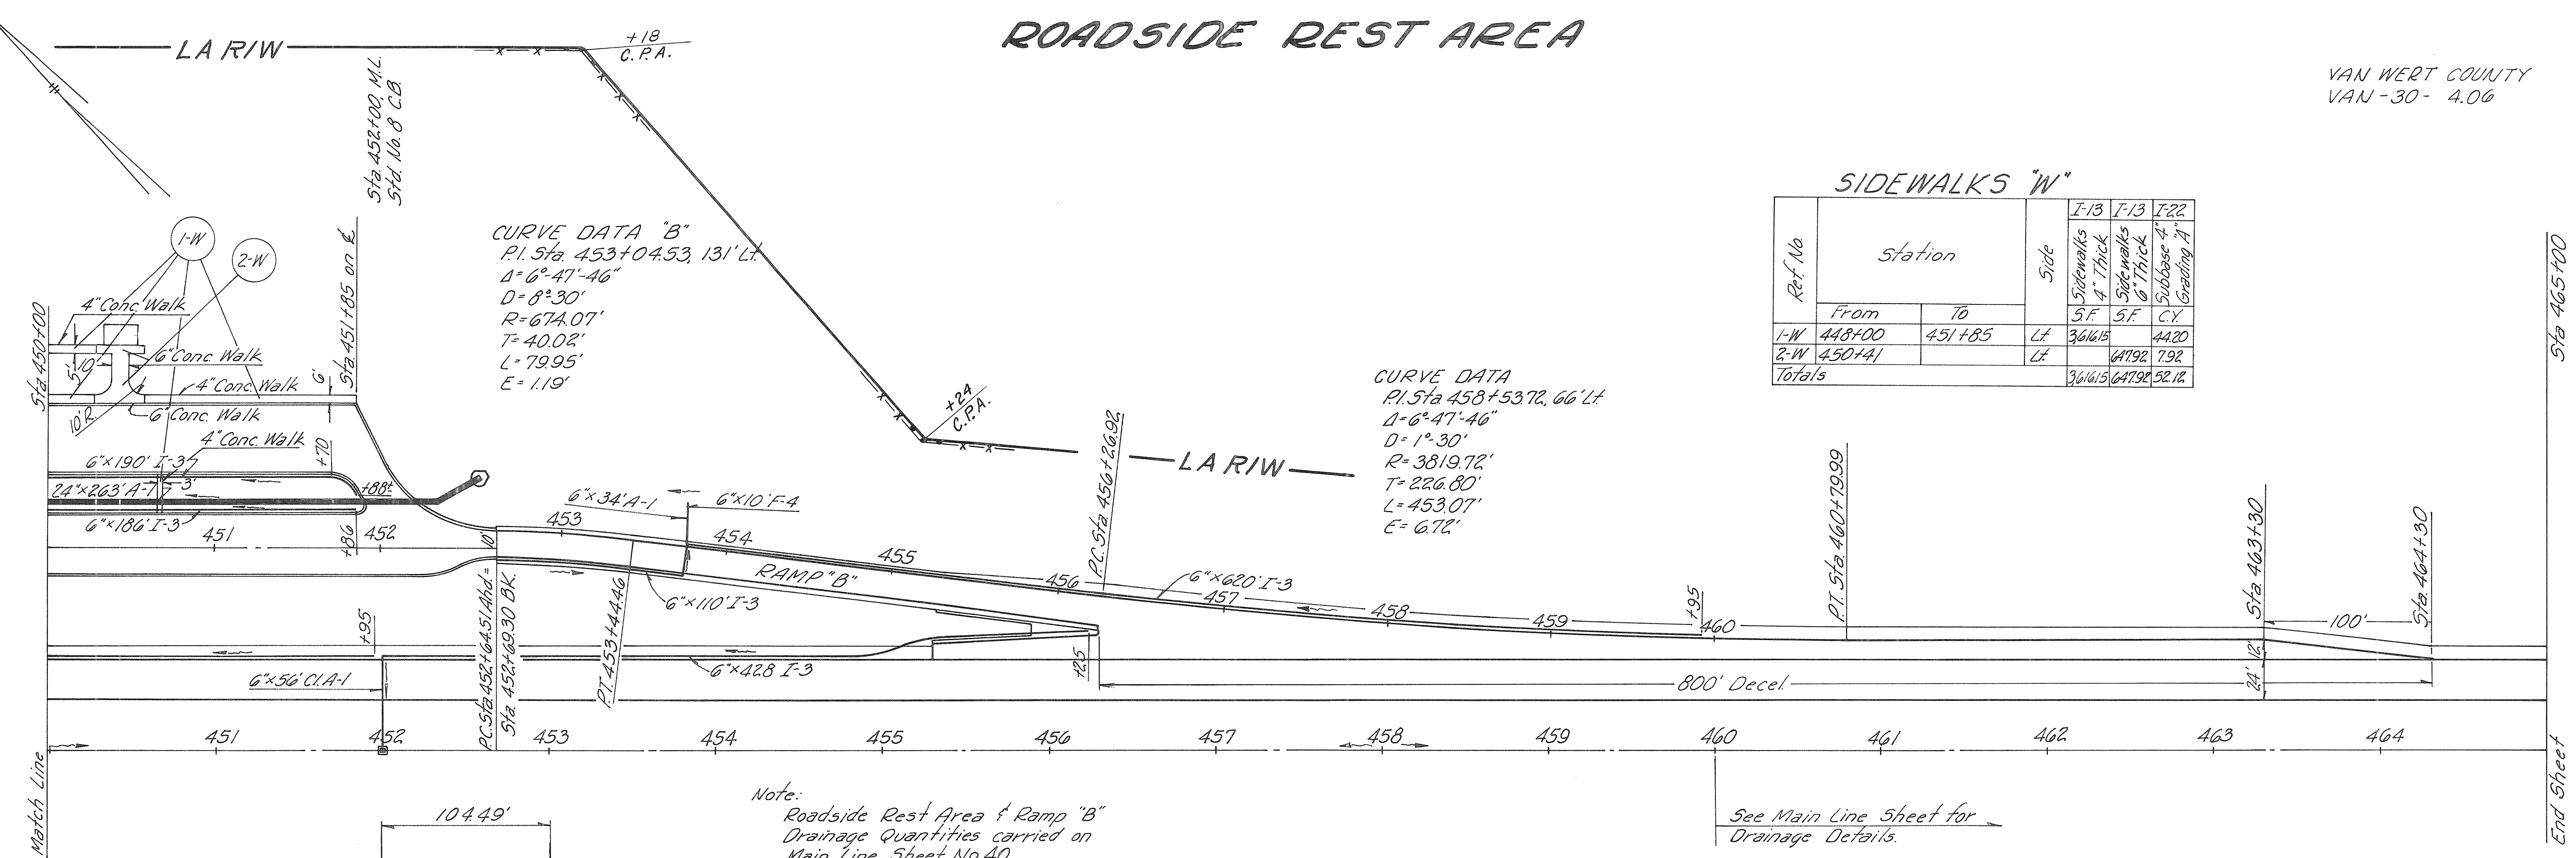 ROADSIDE REST AREA
VAN WERT COUNTY
VAN-30- 4.06
LA R/W
+18
C.P.A.
Sta. 452+00, M.L.
Std. No. 8 C.B.
1-W
2-W
Sta. 450+00
4" Conc. Walk
5'
10'
6" Conc. Walk
4" Conc. Walk
10'R.
6" Conc. Walk
6'
Sta. 451+85 on ℄
4" Conc. Walk
+70
6"×190' I-3
3'
24"×263' A-1
6"×186' I-3
+88±
+86
451
452
CURVE DATA "B"
P.I. Sta. 453+04.53, 131' Lt.
Δ=6°-47'-46"
D=8°-30'
R=674.07'
T=40.02'
L=79.95'
E=1.19'
+24
C.P.A.
LA R/W
CURVE DATA
P.I. Sta 458+53.72, 66' Lt.
Δ=6°-47'-46"
D=1°-30'
R=3819.72'
T=226.80'
L=453.07'
E=6.72'
SIDEWALKS "W"
Ref. No.
Station
Side
I-13 I-13 I-22
Sidewalks 4" Thick
Sidewalks 6" Thick
Subbase 4" Grading "A"
From To S.F. S.F. C.Y.
1-W 448+00 451+85 Lt 3,616.15 44.20
2-W 450+41 Lt 647.92 7.92
Totals 3,616.15 647.92 52.12
Sta 465+00
6"×34' A-1
6"×10' F-4
10'
453
454
455
456
457
458
459
460
RAMP "B"
6"×110' I-3
6"×620' I-3
P.C. Sta. 456+26.92
+95
P.T. Sta. 460+79.99
Sta. 463+30
100'
Sta. 464+30
12'
24'
P.C. Sta. 452+64.51 Ahd.=
Sta. 452+69.30 BK.
P.T. 453+44.46
+95
6"×56' Cl. A-1
6"×428 I-3
+25
800' Decel.
451
452
453
454
455
456
457
458
459
460
461
462
463
464
Match Line
End Sheet
104.49'
Note:
Roadside Rest Area & Ramp "B"
Drainage Quantities carried on
Main Line Sheet No. 40
See Main Line Sheet for
Drainage Details.